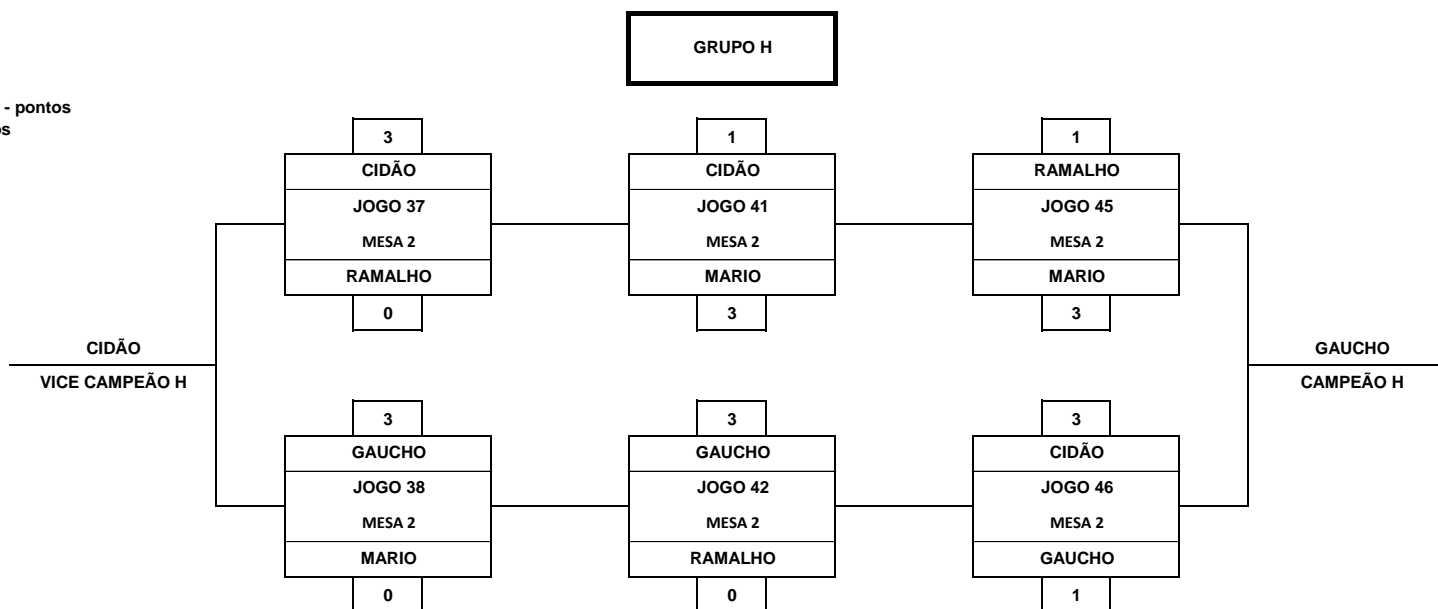 GRUPO H
- pontos
3
CIDÃO
JOGO 37
MESA 2
RAMALHO
0
1
CIDÃO
JOGO 41
MESA 2
MARIO
3
1
RAMALHO
JOGO 45
MESA 2
MARIO
3
CIDÃO
VICE CAMPEÃO H
GAUCHO
CAMPEÃO H
3
GAUCHO
JOGO 38
MESA 2
MARIO
0
3
GAUCHO
JOGO 42
MESA 2
RAMALHO
0
3
CIDÃO
JOGO 46
MESA 2
GAUCHO
1